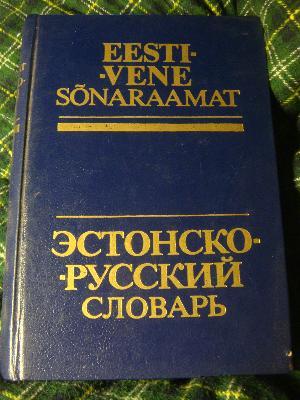 EESTI-
-VENE
SÕNARAAMAT
ЭСТОНСКО-
-РУССКИЙ
СЛОВАРЬ